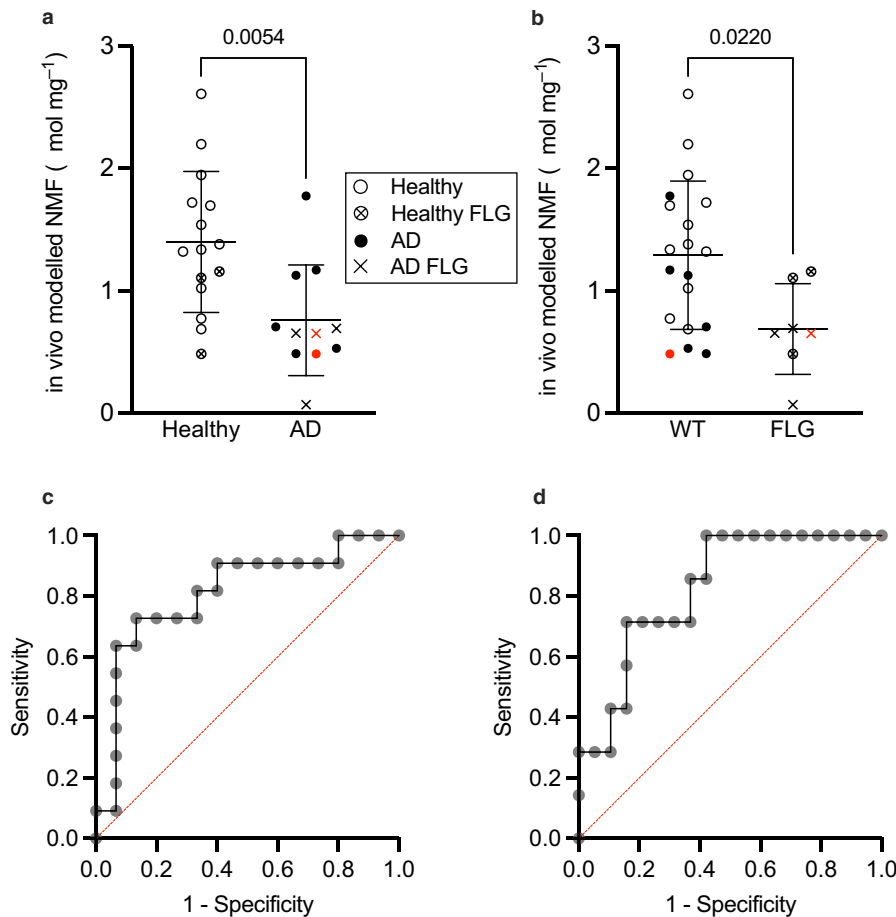 a
0.0054
3
2
1
0
in vivo modelled NMF ( mol mg⁻¹)
Healthy
AD
Healthy
Healthy FLG
AD
AD FLG
b
0.0220
3
2
1
0
in vivo modelled NMF ( mol mg⁻¹)
WT
FLG
c
1.0
0.8
0.6
0.4
0.2
0.0
Sensitivity
0.0 0.2 0.4 0.6 0.8 1.0
1 - Specificity
d
1.0
0.8
0.6
0.4
0.2
0.0
Sensitivity
0.0 0.2 0.4 0.6 0.8 1.0
1 - Specificity